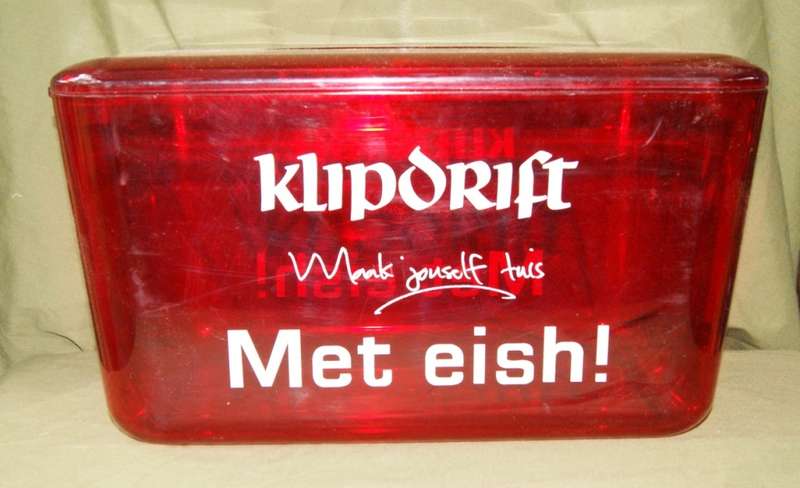 KLIPDRIFT
Maak jouself tuis
Met eish!